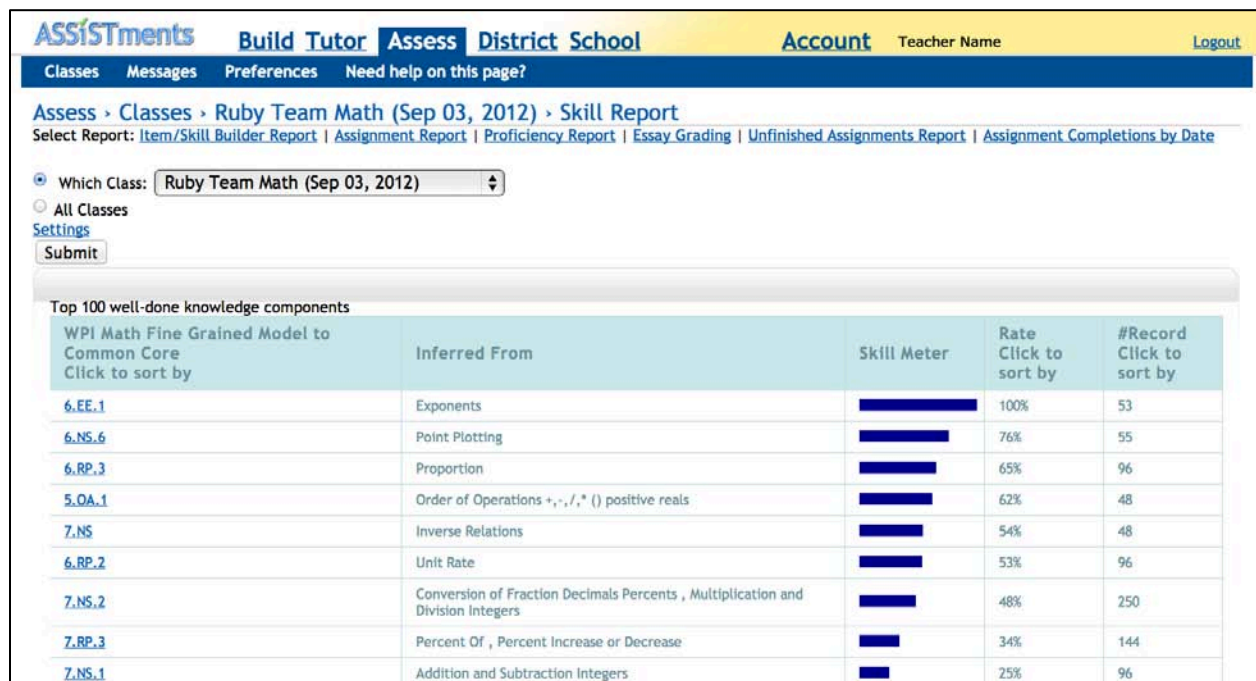 ASSiSTments
Build Tutor Assess District School Account Teacher Name Logout
Classes Messages Preferences Need help on this page?
Assess › Classes › Ruby Team Math (Sep 03, 2012) › Skill Report
Select Report: Item/Skill Builder Report | Assignment Report | Proficiency Report | Essay Grading | Unfinished Assignments Report | Assignment Completions by Date
Which Class: Ruby Team Math (Sep 03, 2012)
All Classes
Settings
Submit
Top 100 well-done knowledge components
WPI Math Fine Grained Model to
Common Core
Click to sort by
Inferred From
Skill Meter
Rate
Click to
sort by
#Record
Click to
sort by
6.EE.1 Exponents 100% 53
6.NS.6 Point Plotting 76% 55
6.RP.3 Proportion 65% 96
5.OA.1 Order of Operations +,-,/,* () positive reals 62% 48
7.NS Inverse Relations 54% 48
6.RP.2 Unit Rate 53% 96
7.NS.2 Conversion of Fraction Decimals Percents , Multiplication and
Division Integers 48% 250
7.RP.3 Percent Of , Percent Increase or Decrease 34% 144
7.NS.1 Addition and Subtraction Integers 25% 96